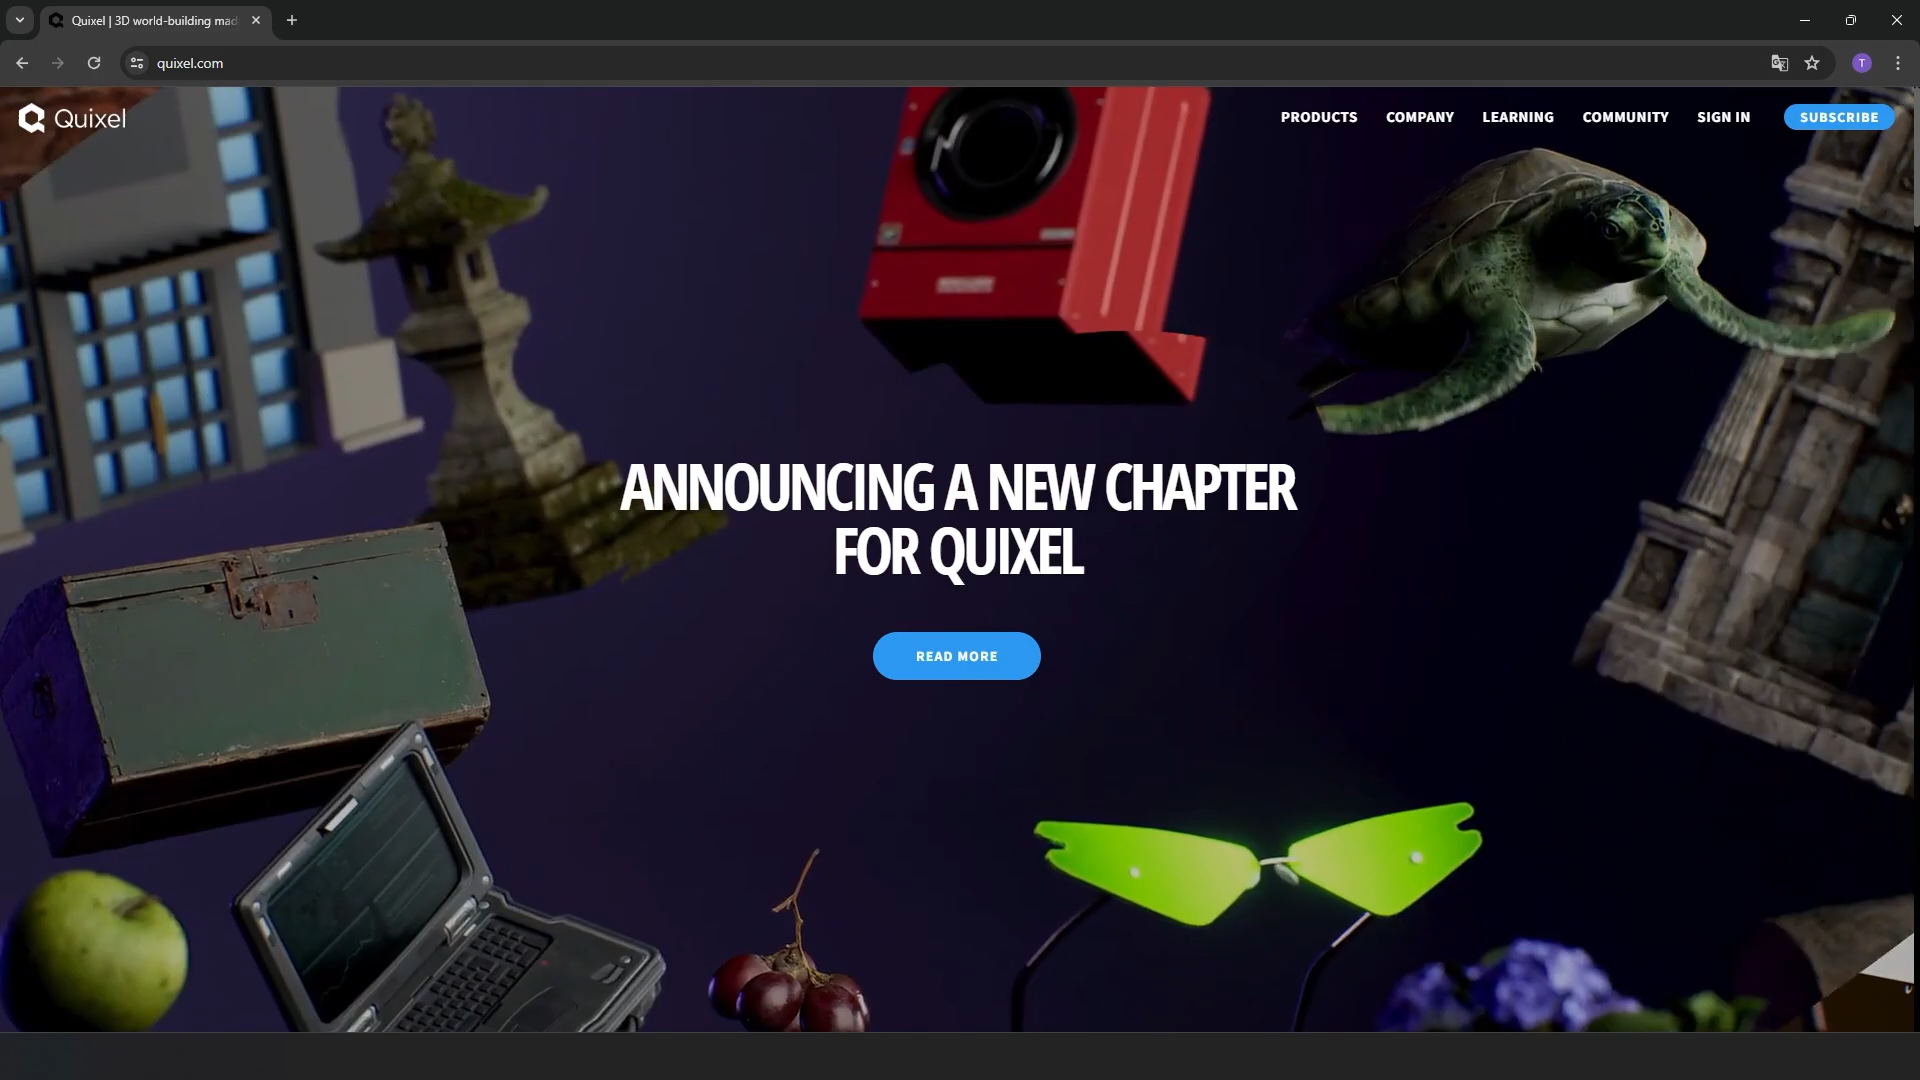 Quixel | 3D world-building mad
quixel.com
T
Quixel
PRODUCTS COMPANY LEARNING COMMUNITY SIGN IN SUBSCRIBE
ANNOUNCING A NEW CHAPTER
FOR QUIXEL
READ MORE